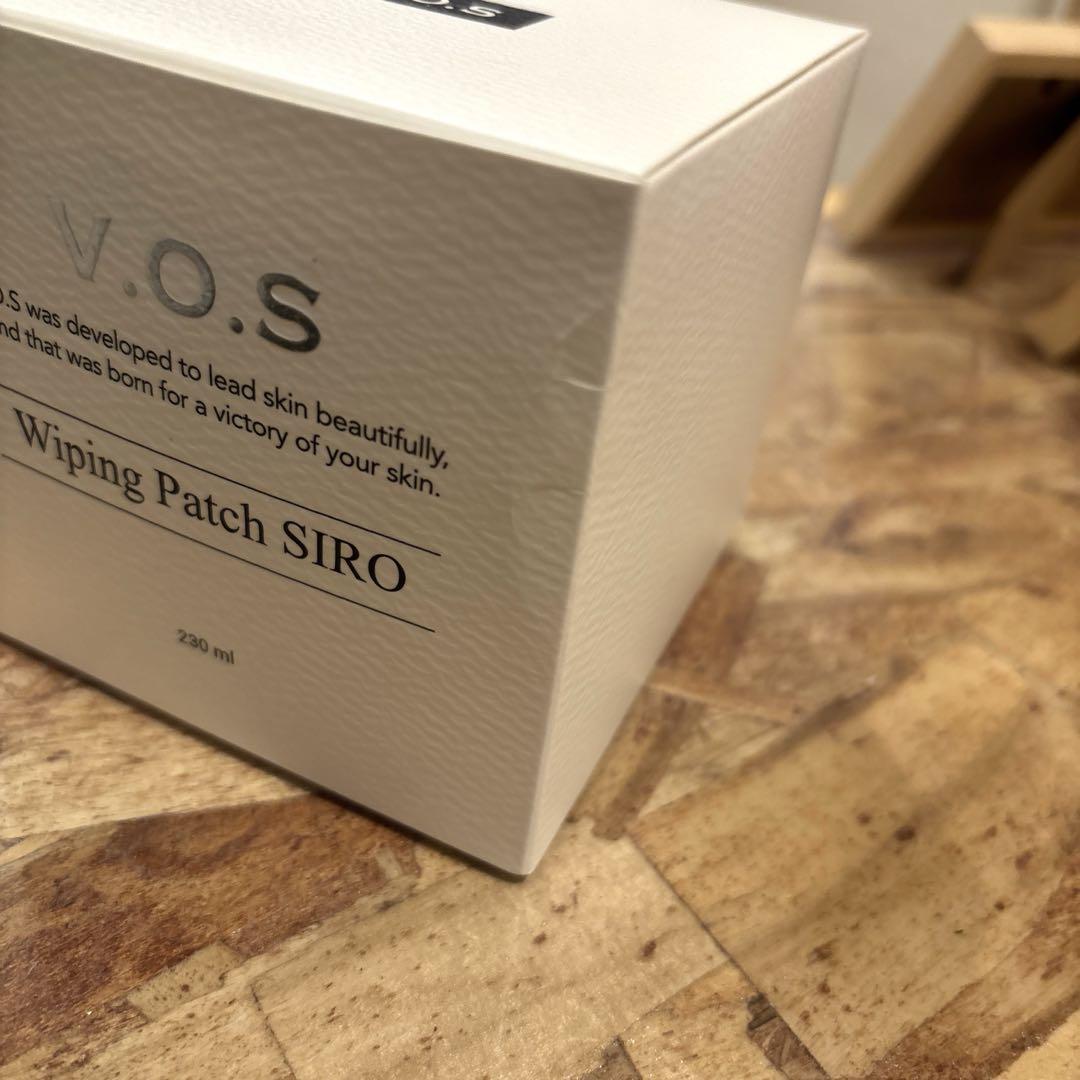 O.S
V.O.S
O.S was developed to lead skin beautifully,
that was born for a victory of your skin.
Wiping Patch SIRO
230 ml